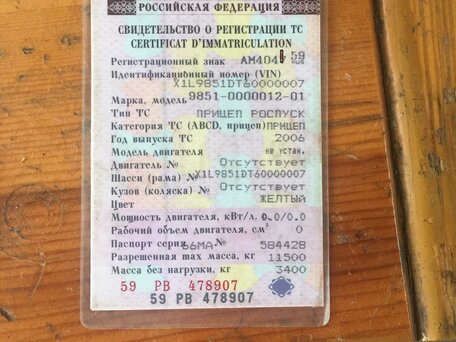 РОССИЙСКАЯ ФЕДЕРАЦИЯ
СВИДЕТЕЛЬСТВО О РЕГИСТРАЦИИ ТС
CERTIFICAT D'IMMATRICULATION
Регистрационный знак АМ404 59
Идентификационный номер (VIN)
X1L9851DT60000007
Марка, модель 9851-0000012-01
Тип ТС ПРИЦЕП РОСПУСК
Категория ТС (ABCD, прицеп) ПРИЦЕП
Год выпуска ТС 2006
Модель двигателя не устан.
Двигатель № Отсутствует
Шасси (рама) № X1L9851DT60000007
Кузов (коляска) № Отсутствует
Цвет ЖЕЛТЫЙ
Мощность двигателя, кВт/л. 0.0/0.0
Рабочий объем двигателя, см³ 0
Паспорт серия 56МА № 584428
Разрешенная max масса, кг 11500
Масса без нагрузки, кг 3400
59 РВ 478907
59 РВ 478907